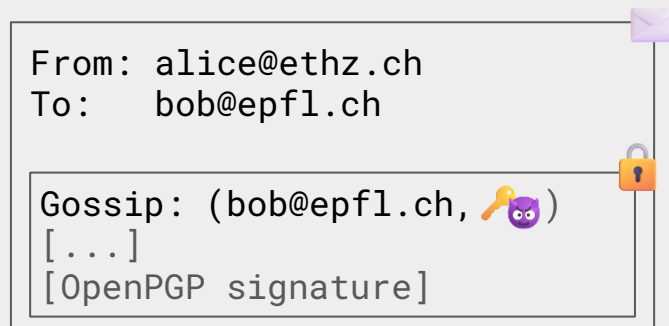 From: alice@ethz.ch
To: bob@epfl.ch
Gossip: (bob@epfl.ch, 🔑😈)
[...]
[OpenPGP signature]